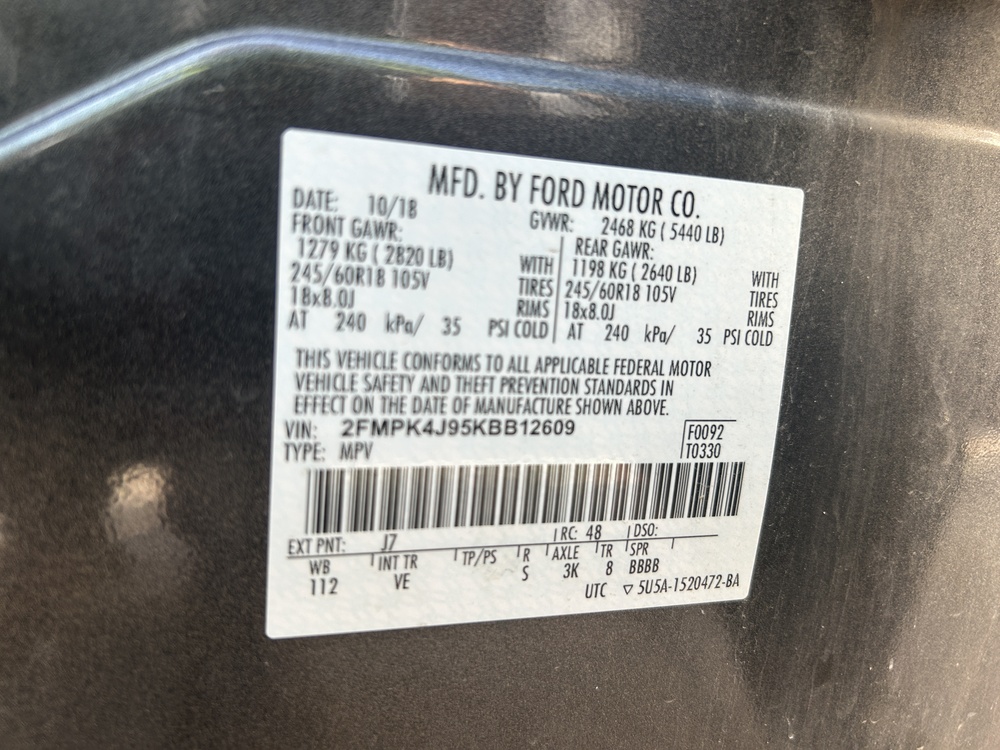 MFD. BY FORD MOTOR CO.
DATE: 10/18
GVWR: 2468 KG ( 5440 LB)
FRONT GAWR:
1279 KG ( 2820 LB) WITH
245/60R18 105V TIRES
18x8.0J RIMS
AT 240 kPa/ 35 PSI COLD
REAR GAWR:
1198 KG ( 2640 LB) WITH
245/60R18 105V TIRES
18x8.0J RIMS
AT 240 kPa/ 35 PSI COLD
THIS VEHICLE CONFORMS TO ALL APPLICABLE FEDERAL MOTOR
VEHICLE SAFETY AND THEFT PREVENTION STANDARDS IN
EFFECT ON THE DATE OF MANUFACTURE SHOWN ABOVE.
VIN: 2FMPK4J95KBB12609
TYPE: MPV
F0092
T0330
EXT PNT: J7 RC: 48 DSO:
WB INT TR TP/PS R AXLE TR SPR
112 VE S 3K 8 BBBB
UTC ▽ 5U5A-1520472-BA